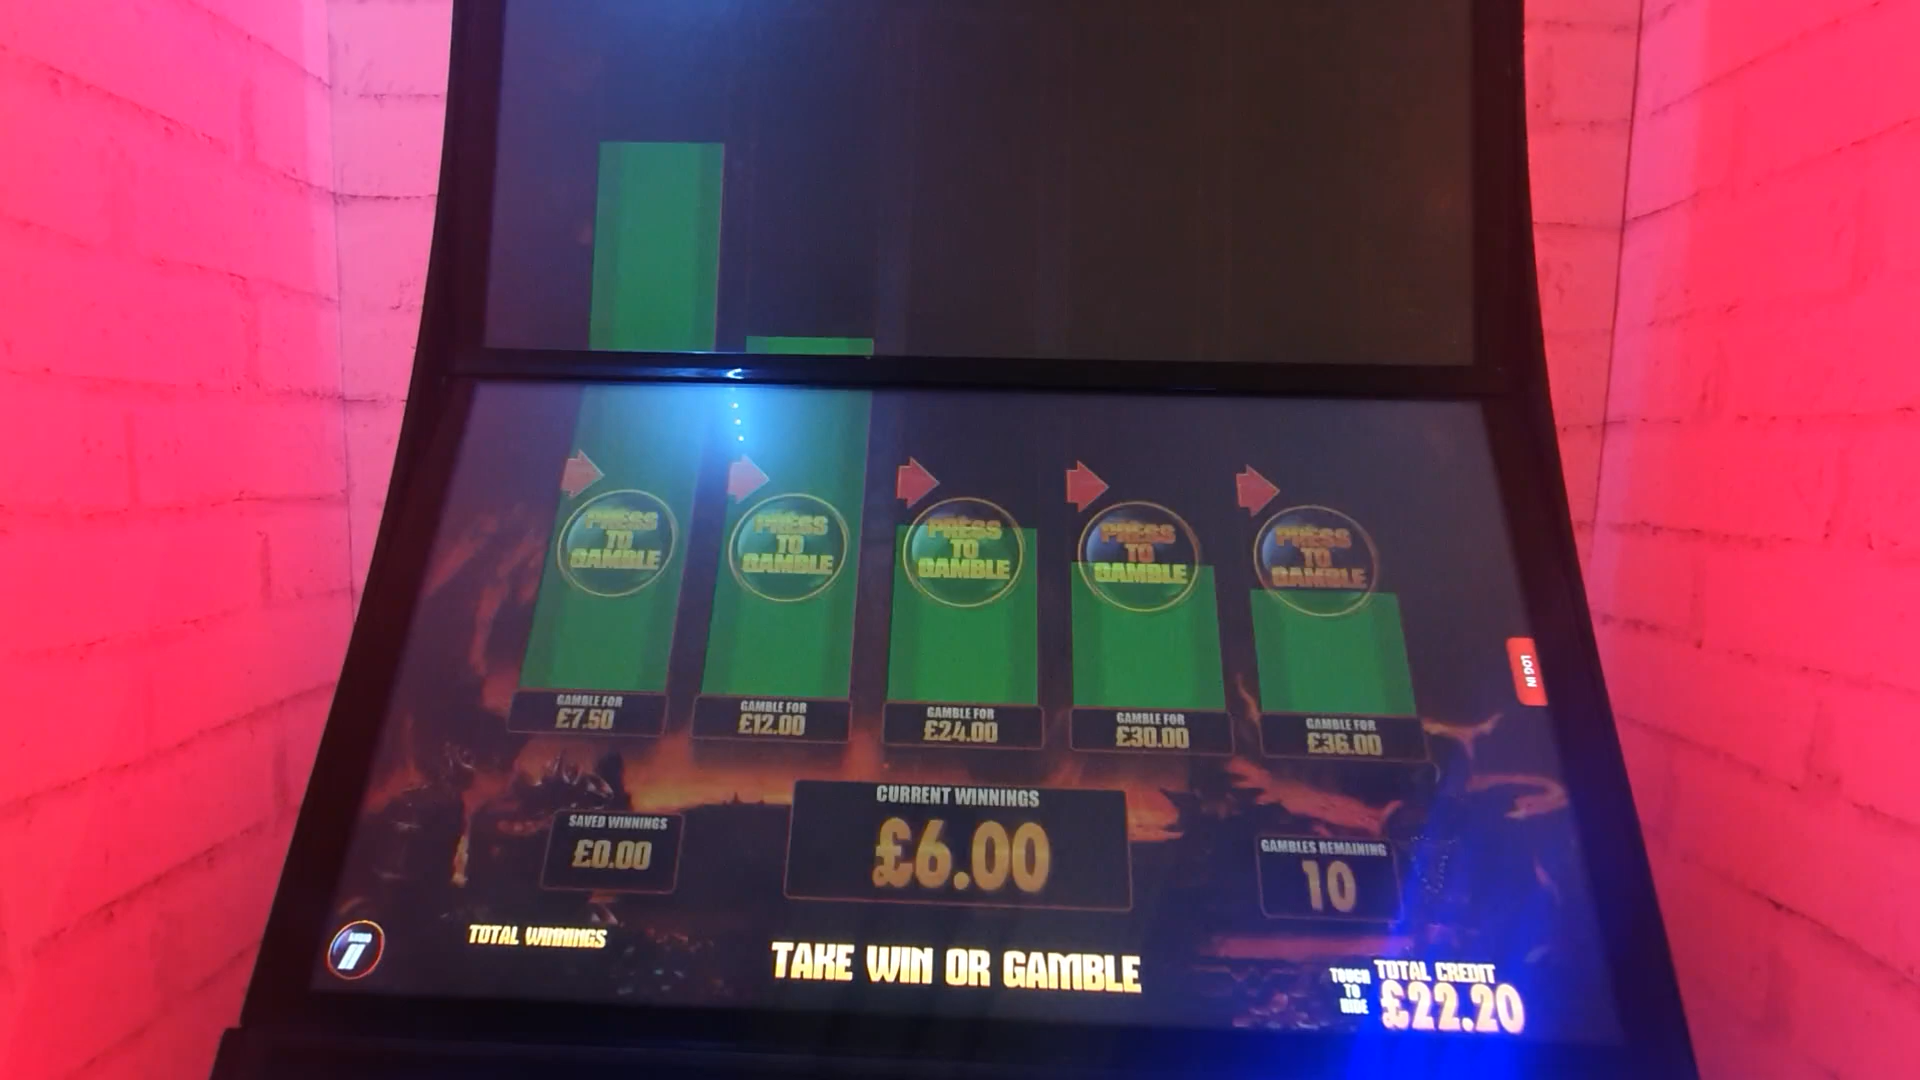 PRESS
TO
GAMBLE
PRESS
TO
GAMBLE
PRESS
TO
GAMBLE
PRESS
TO
GAMBLE
PRESS
TO
GAMBLE
LOG IN
GAMBLE FOR
£7.50
GAMBLE FOR
£12.00
GAMBLE FOR
£24.00
GAMBLE FOR
£30.00
GAMBLE FOR
£36.00
CURRENT WINNINGS
£6.00
SAVED WINNINGS
£0.00
GAMBLES REMAINING
10
TOTAL WINNINGS
TAKE WIN OR GAMBLE
TOUCH
TO
HIDE
TOTAL CREDIT
£22.20